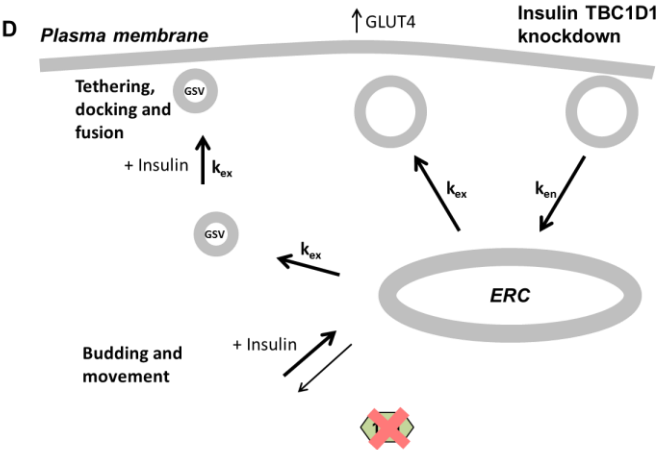 D
Plasma membrane
↑ GLUT4
Insulin TBC1D1
knockdown
Tethering,
docking and
fusion
GSV
+ Insulin
kex
kex
ken
GSV
kex
ERC
+ Insulin
Budding and
movement